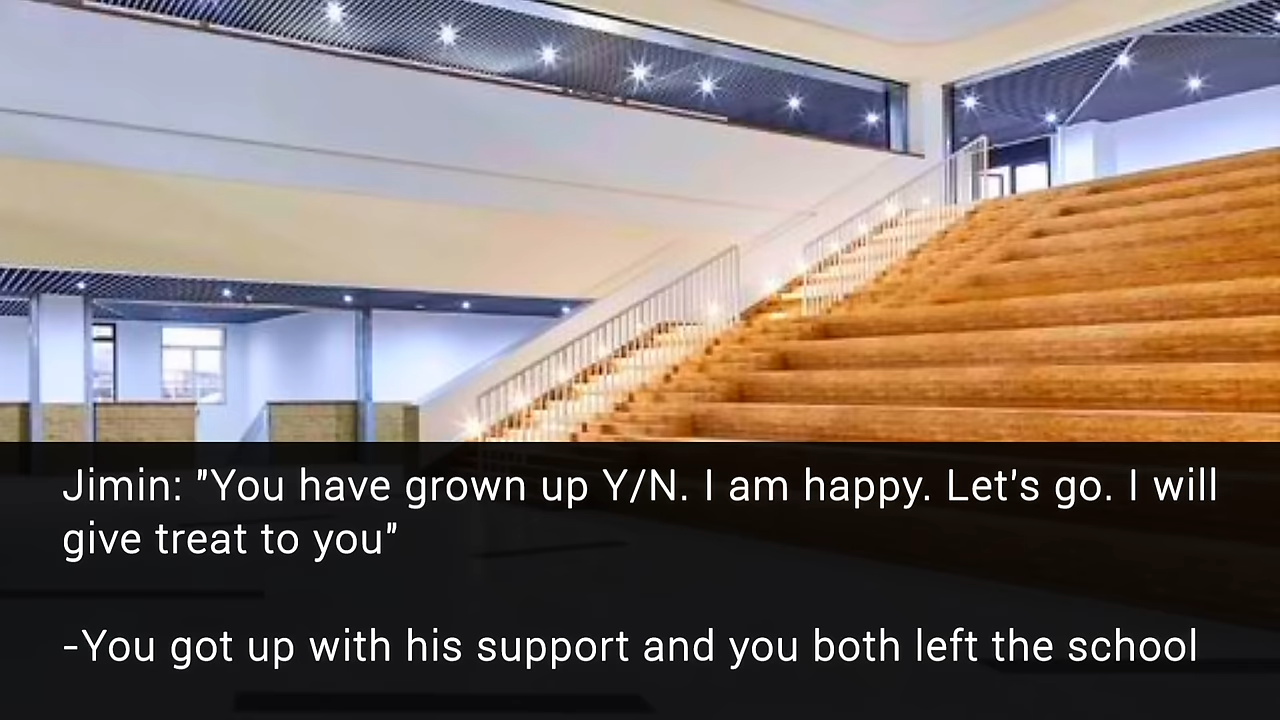 Jimin: "You have grown up Y/N. I am happy. Let's go. I will
give treat to you"
-You got up with his support and you both left the school